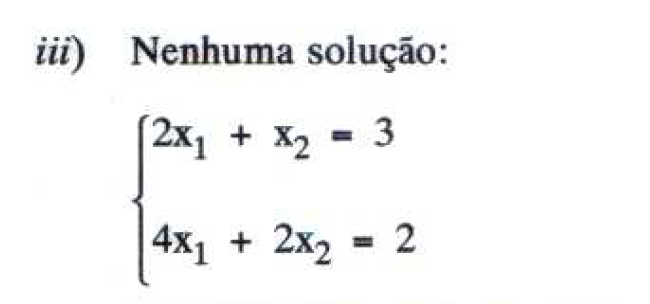 iii) Nenhuma solução:
2x₁ + x₂ = 3
4x₁ + 2x₂ = 2